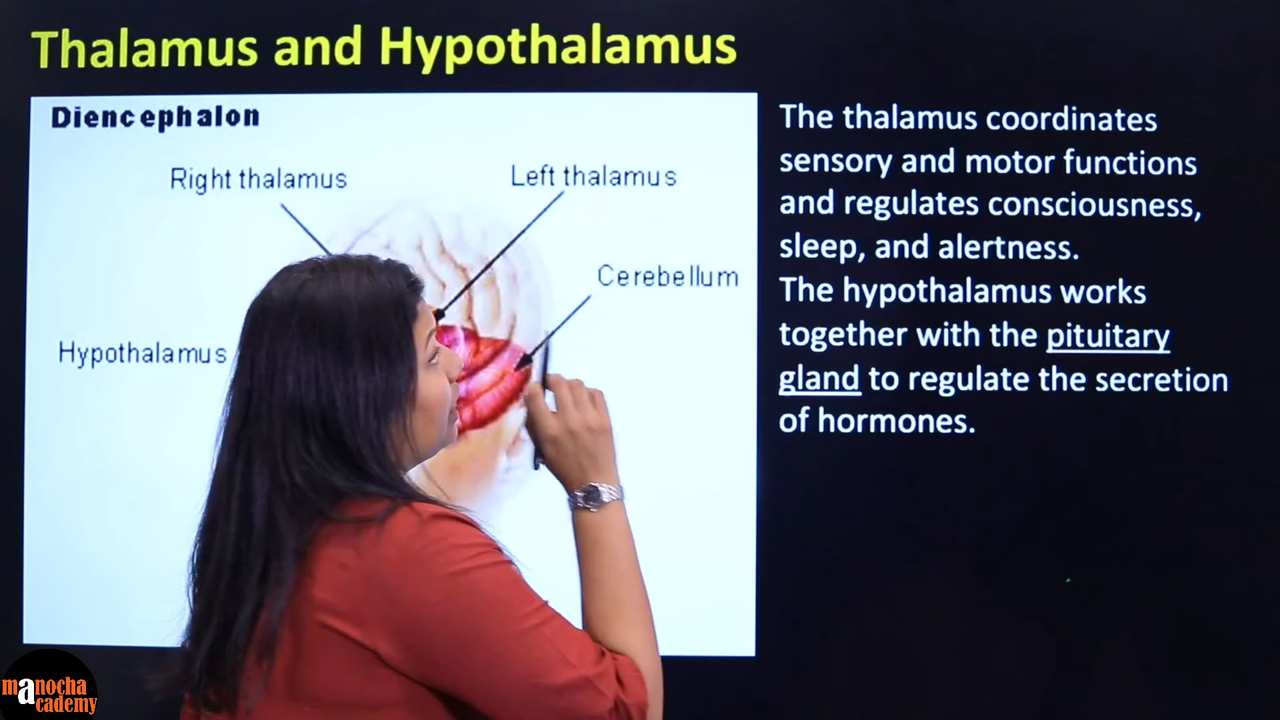 Thalamus and Hypothalamus
Diencephalon
Right thalamus
Left thalamus
Cerebellum
Hypothalamus
The thalamus coordinates
sensory and motor functions
and regulates consciousness,
sleep, and alertness.
The hypothalamus works
together with the pituitary
gland to regulate the secretion
of hormones.
manocha
academy